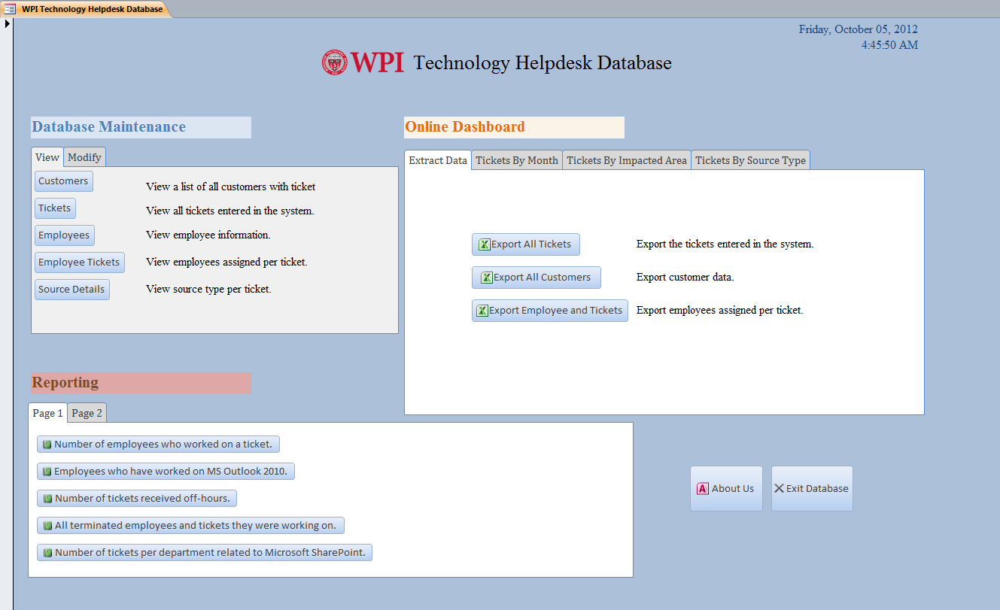 WPI Technology Helpdesk Database
Friday, October 05, 2012
4:45:50 AM
WPI Technology Helpdesk Database
Database Maintenance
View Modify
Customers View a list of all customers with ticket
Tickets View all tickets entered in the system.
Employees View employee information.
Employee Tickets View employees assigned per ticket.
Source Details View source type per ticket.
Online Dashboard
Extract Data Tickets By Month Tickets By Impacted Area Tickets By Source Type
Export All Tickets Export the tickets entered in the system.
Export All Customers Export customer data.
Export Employee and Tickets Export employees assigned per ticket.
Reporting
Page 1 Page 2
Number of employees who worked on a ticket.
Employees who have worked on MS Outlook 2010.
Number of tickets received off-hours.
All terminated employees and tickets they were working on.
Number of tickets per department related to Microsoft SharePoint.
About Us Exit Database